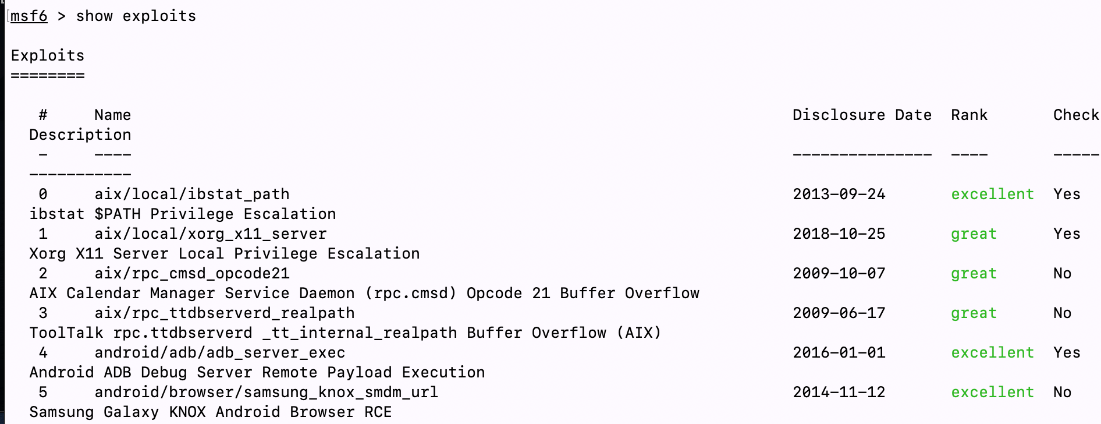 msf6 > show exploits
Exploits
========
# Name Disclosure Date Rank Check
Description
- ---- --------------- ---- -----
-----------
0 aix/local/ibstat_path 2013-09-24 excellent Yes
ibstat $PATH Privilege Escalation
1 aix/local/xorg_x11_server 2018-10-25 great Yes
Xorg X11 Server Local Privilege Escalation
2 aix/rpc_cmsd_opcode21 2009-10-07 great No
AIX Calendar Manager Service Daemon (rpc.cmsd) Opcode 21 Buffer Overflow
3 aix/rpc_ttdbserverd_realpath 2009-06-17 great No
ToolTalk rpc.ttdbserverd _tt_internal_realpath Buffer Overflow (AIX)
4 android/adb/adb_server_exec 2016-01-01 excellent Yes
Android ADB Debug Server Remote Payload Execution
5 android/browser/samsung_knox_smdm_url 2014-11-12 excellent No
Samsung Galaxy KNOX Android Browser RCE